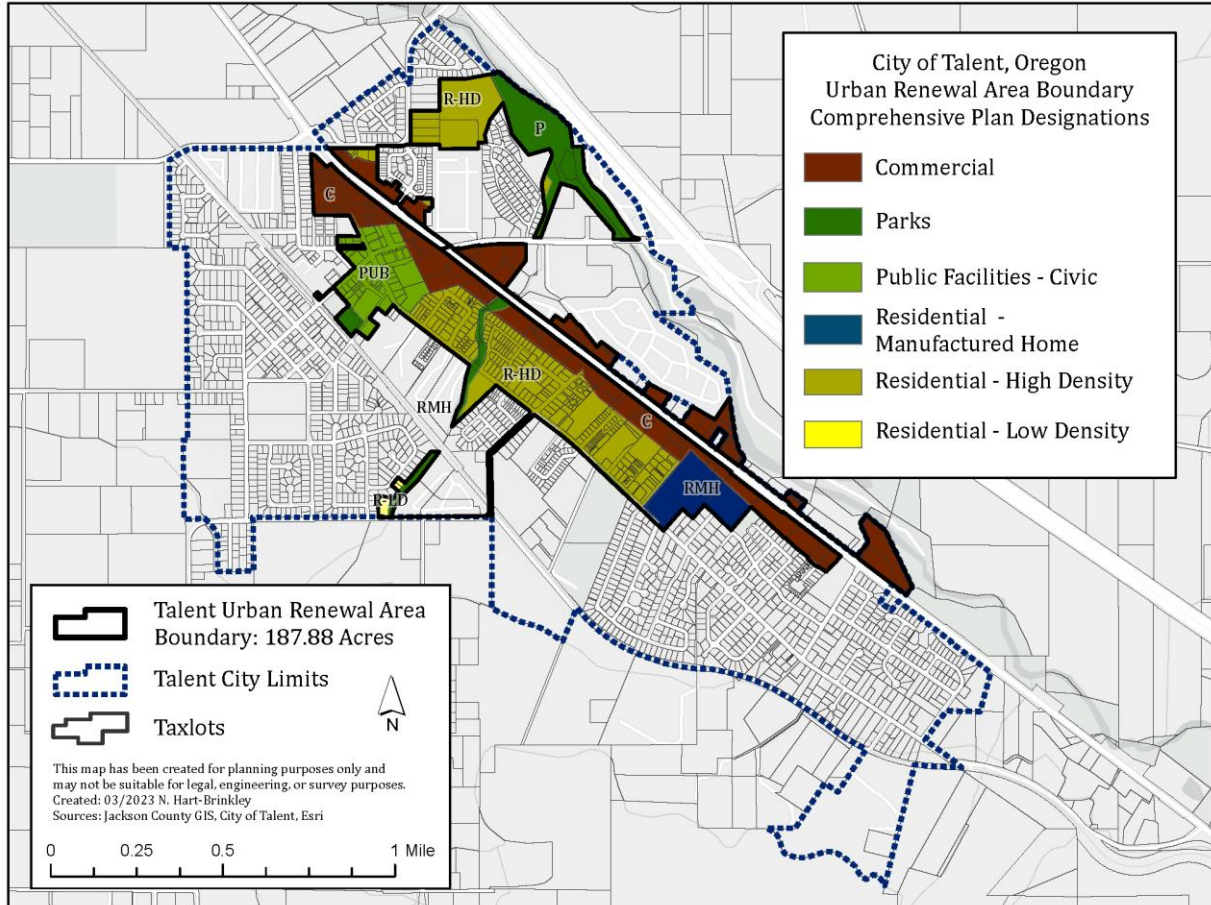 City of Talent, Oregon
Urban Renewal Area Boundary
Comprehensive Plan Designations
Commercial
Parks
Public Facilities - Civic
Residential -
Manufactured Home
Residential - High Density
Residential - Low Density
R-HD
P
C
PUB
R-HD
RMH
C
RMH
R-LD
Talent Urban Renewal Area
Boundary: 187.88 Acres
Talent City Limits
Taxlots
N
This map has been created for planning purposes only and
may not be suitable for legal, engineering, or survey purposes.
Created: 03/2023 N. Hart-Brinkley
Sources: Jackson County GIS, City of Talent, Esri
0 0.25 0.5 1 Mile